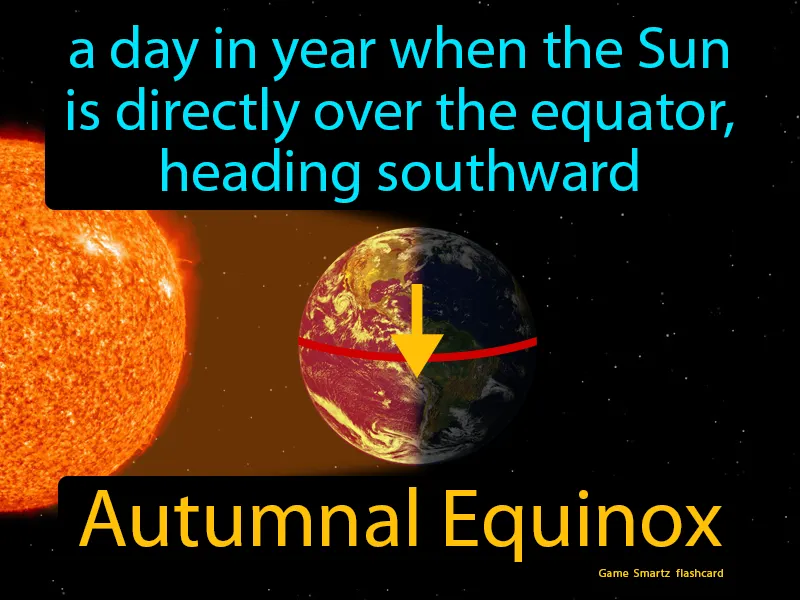 a day in year when the Sun
is directly over the equator,
heading southward
Autumnal Equinox
Game Smartz flashcard